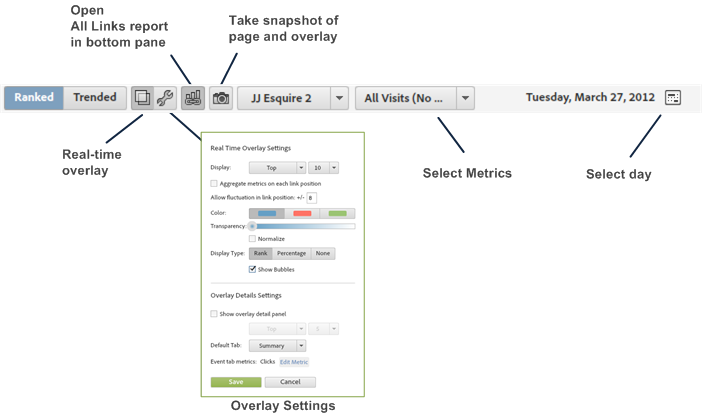 Open
All Links report
in bottom pane
Take snapshot of
page and overlay
Ranked
Trended
JJ Esquire 2
All Visits (No ...
Tuesday, March 27, 2012
Real-time
overlay
Select Metrics
Select day
Real Time Overlay Settings
Display: Top 10
Aggregate metrics on each link position
Allow fluctuation in link position: +/- 8
Color:
Transparency:
Normalize
Display Type: Rank Percentage None
Show Bubbles
Overlay Details Settings
Show overlay detail panel
Top
Default Tab: Summary
Event tab metrics: Clicks Edit Metric
Save Cancel
Overlay Settings